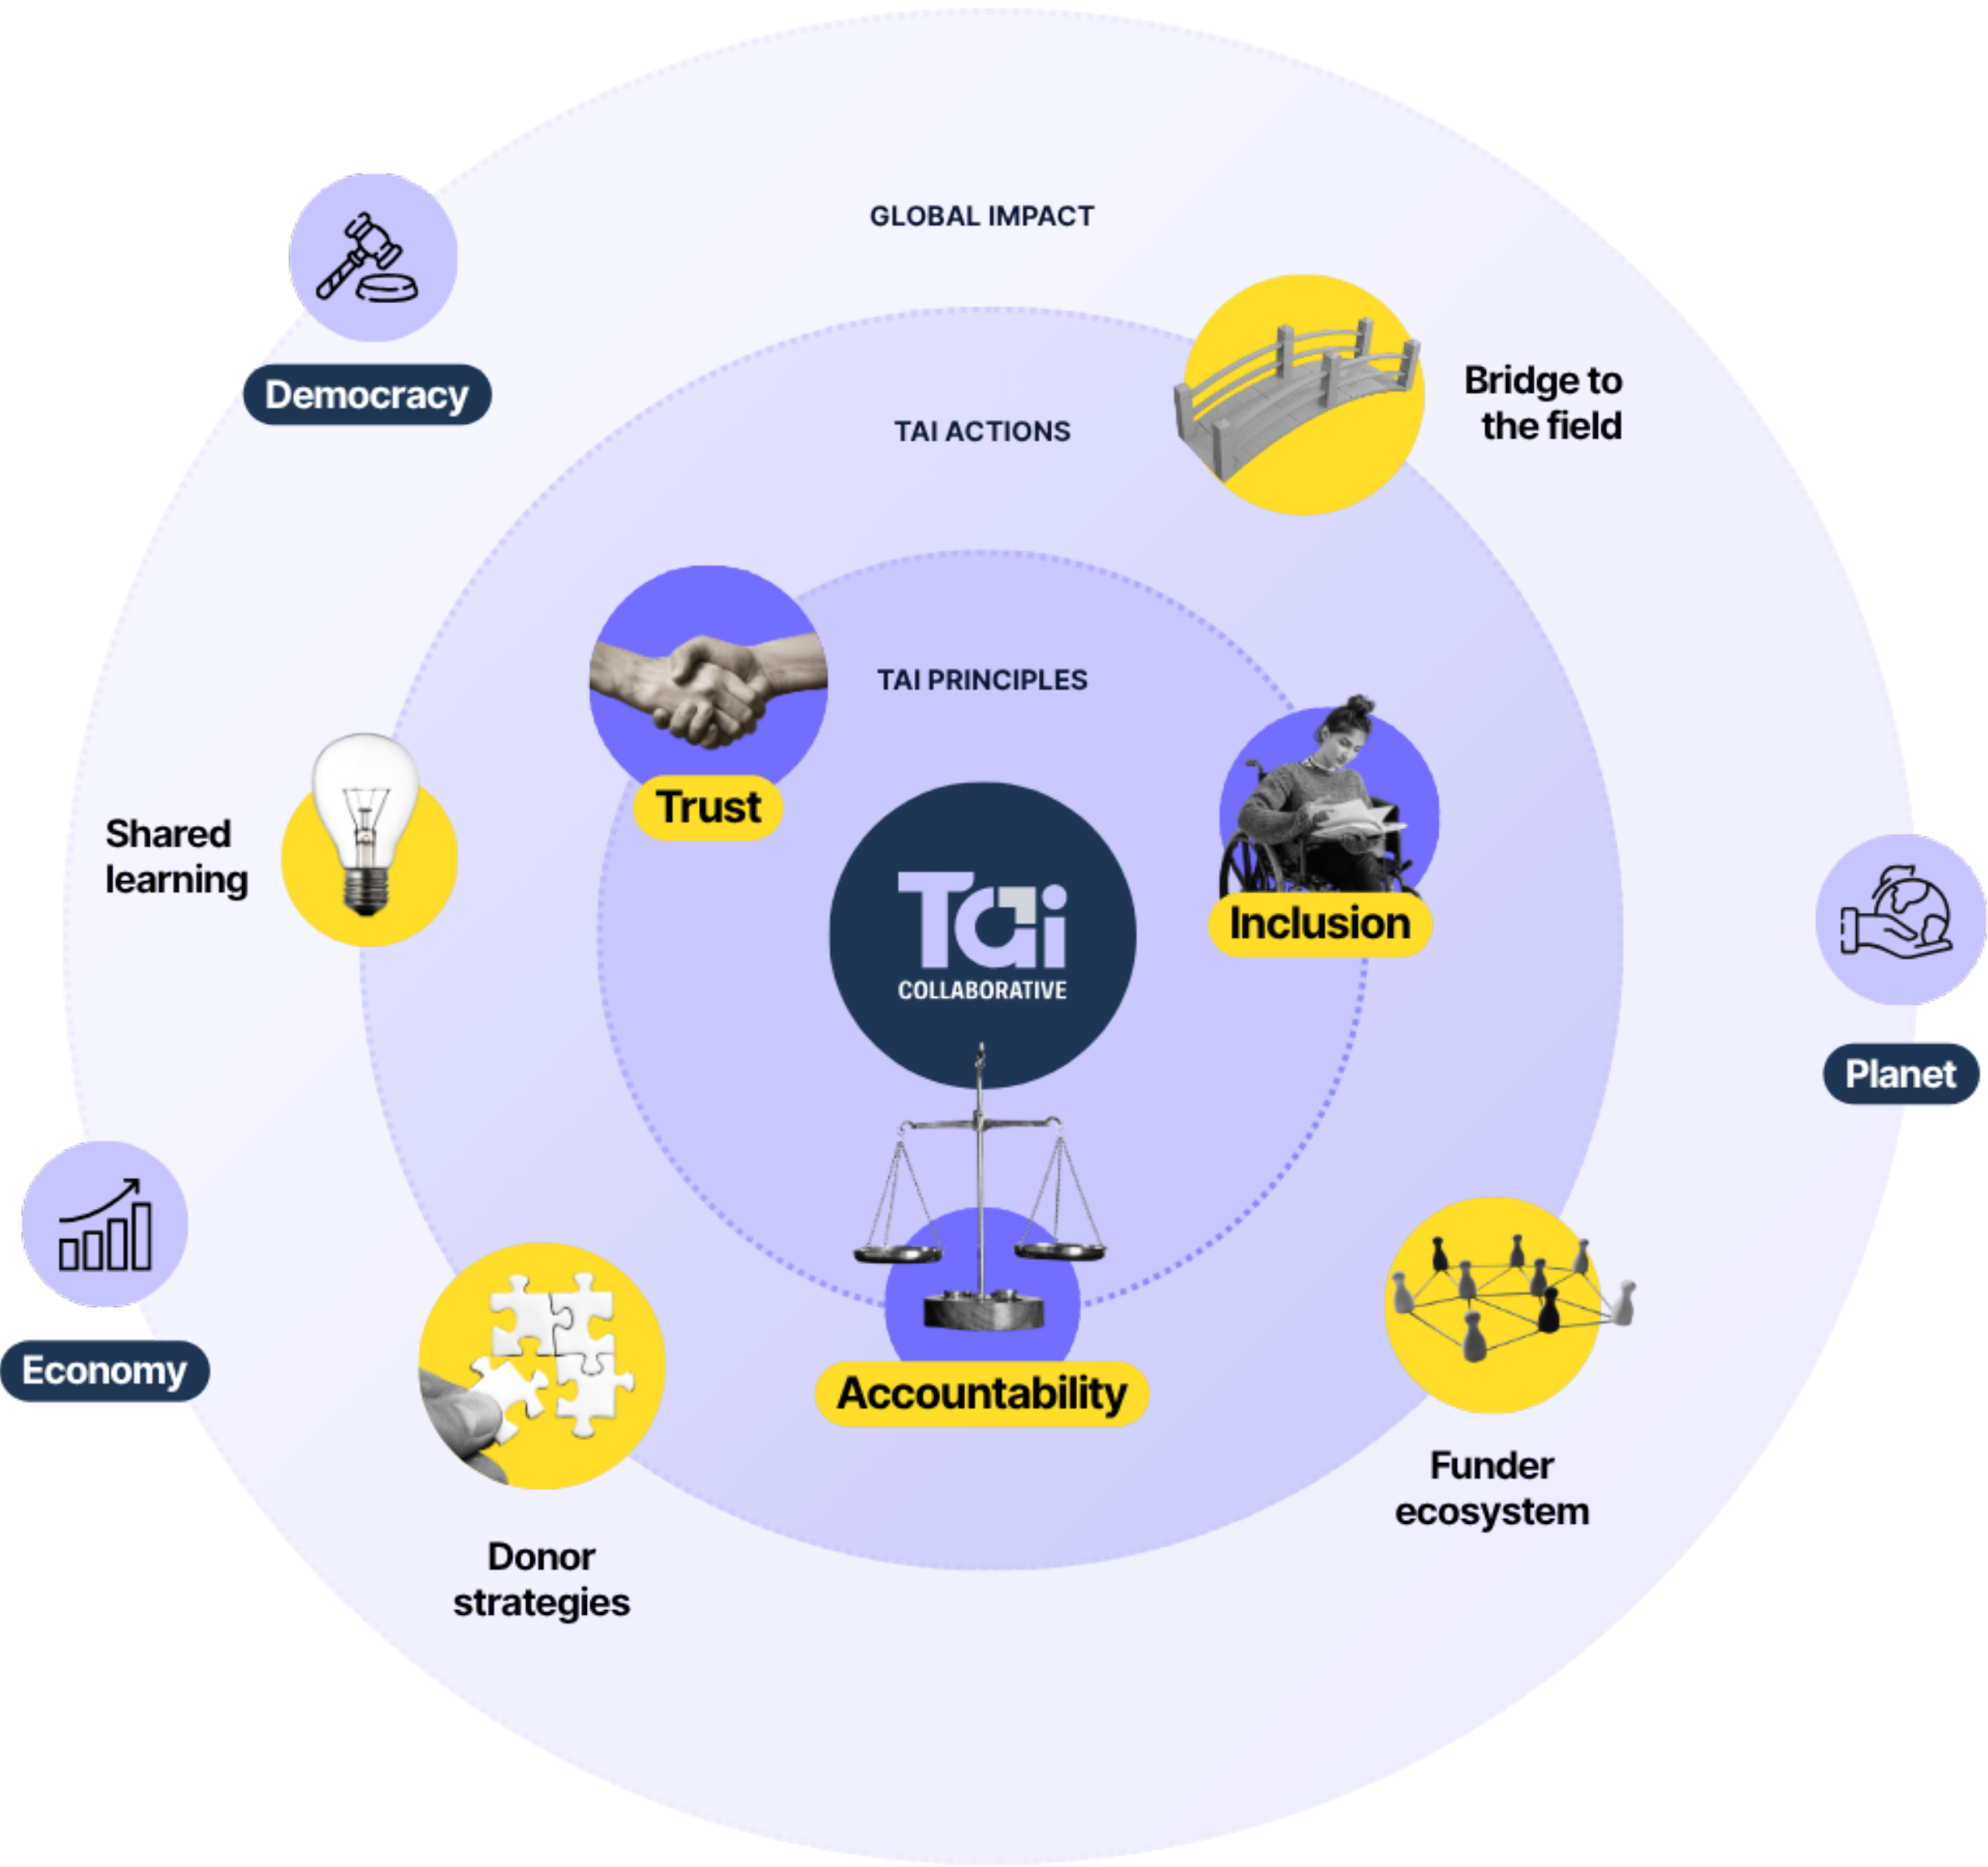 GLOBAL IMPACT
Democracy
Bridge to
the field
TAI ACTIONS
TAI PRINCIPLES
Trust
Shared
learning
Inclusion
Tai
COLLABORATIVE
Planet
Economy
Accountability
Funder
ecosystem
Donor
strategies